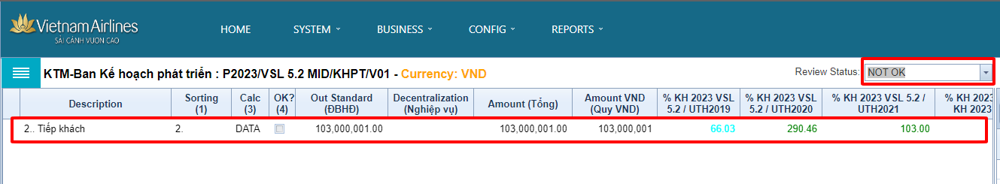 Vietnam Airlines
SẢI CÁNH VƯƠN CAO
HOME SYSTEM BUSINESS CONFIG REPORTS
KTM-Ban Kế hoạch phát triển : P2023/VSL 5.2 MID/KHPT/V01 - Currency: VND
Review Status: NOT OK
Description Sorting (1) Calc (3) OK? (4) Out Standard (ĐBHĐ) Decentralization (Nghiệp vụ) Amount (Tổng) Amount VND (Quy VND) % KH 2023 VSL 5.2 / UTH2019 % KH 2023 VSL 5.2 / UTH2020 % KH 2023 VSL 5.2 / UTH2021 % KH 2023 KH 2023
2.. Tiếp khách 2. DATA 103,000,001.00 103,000,001.00 103,000,001 66.03 290.46 103.00